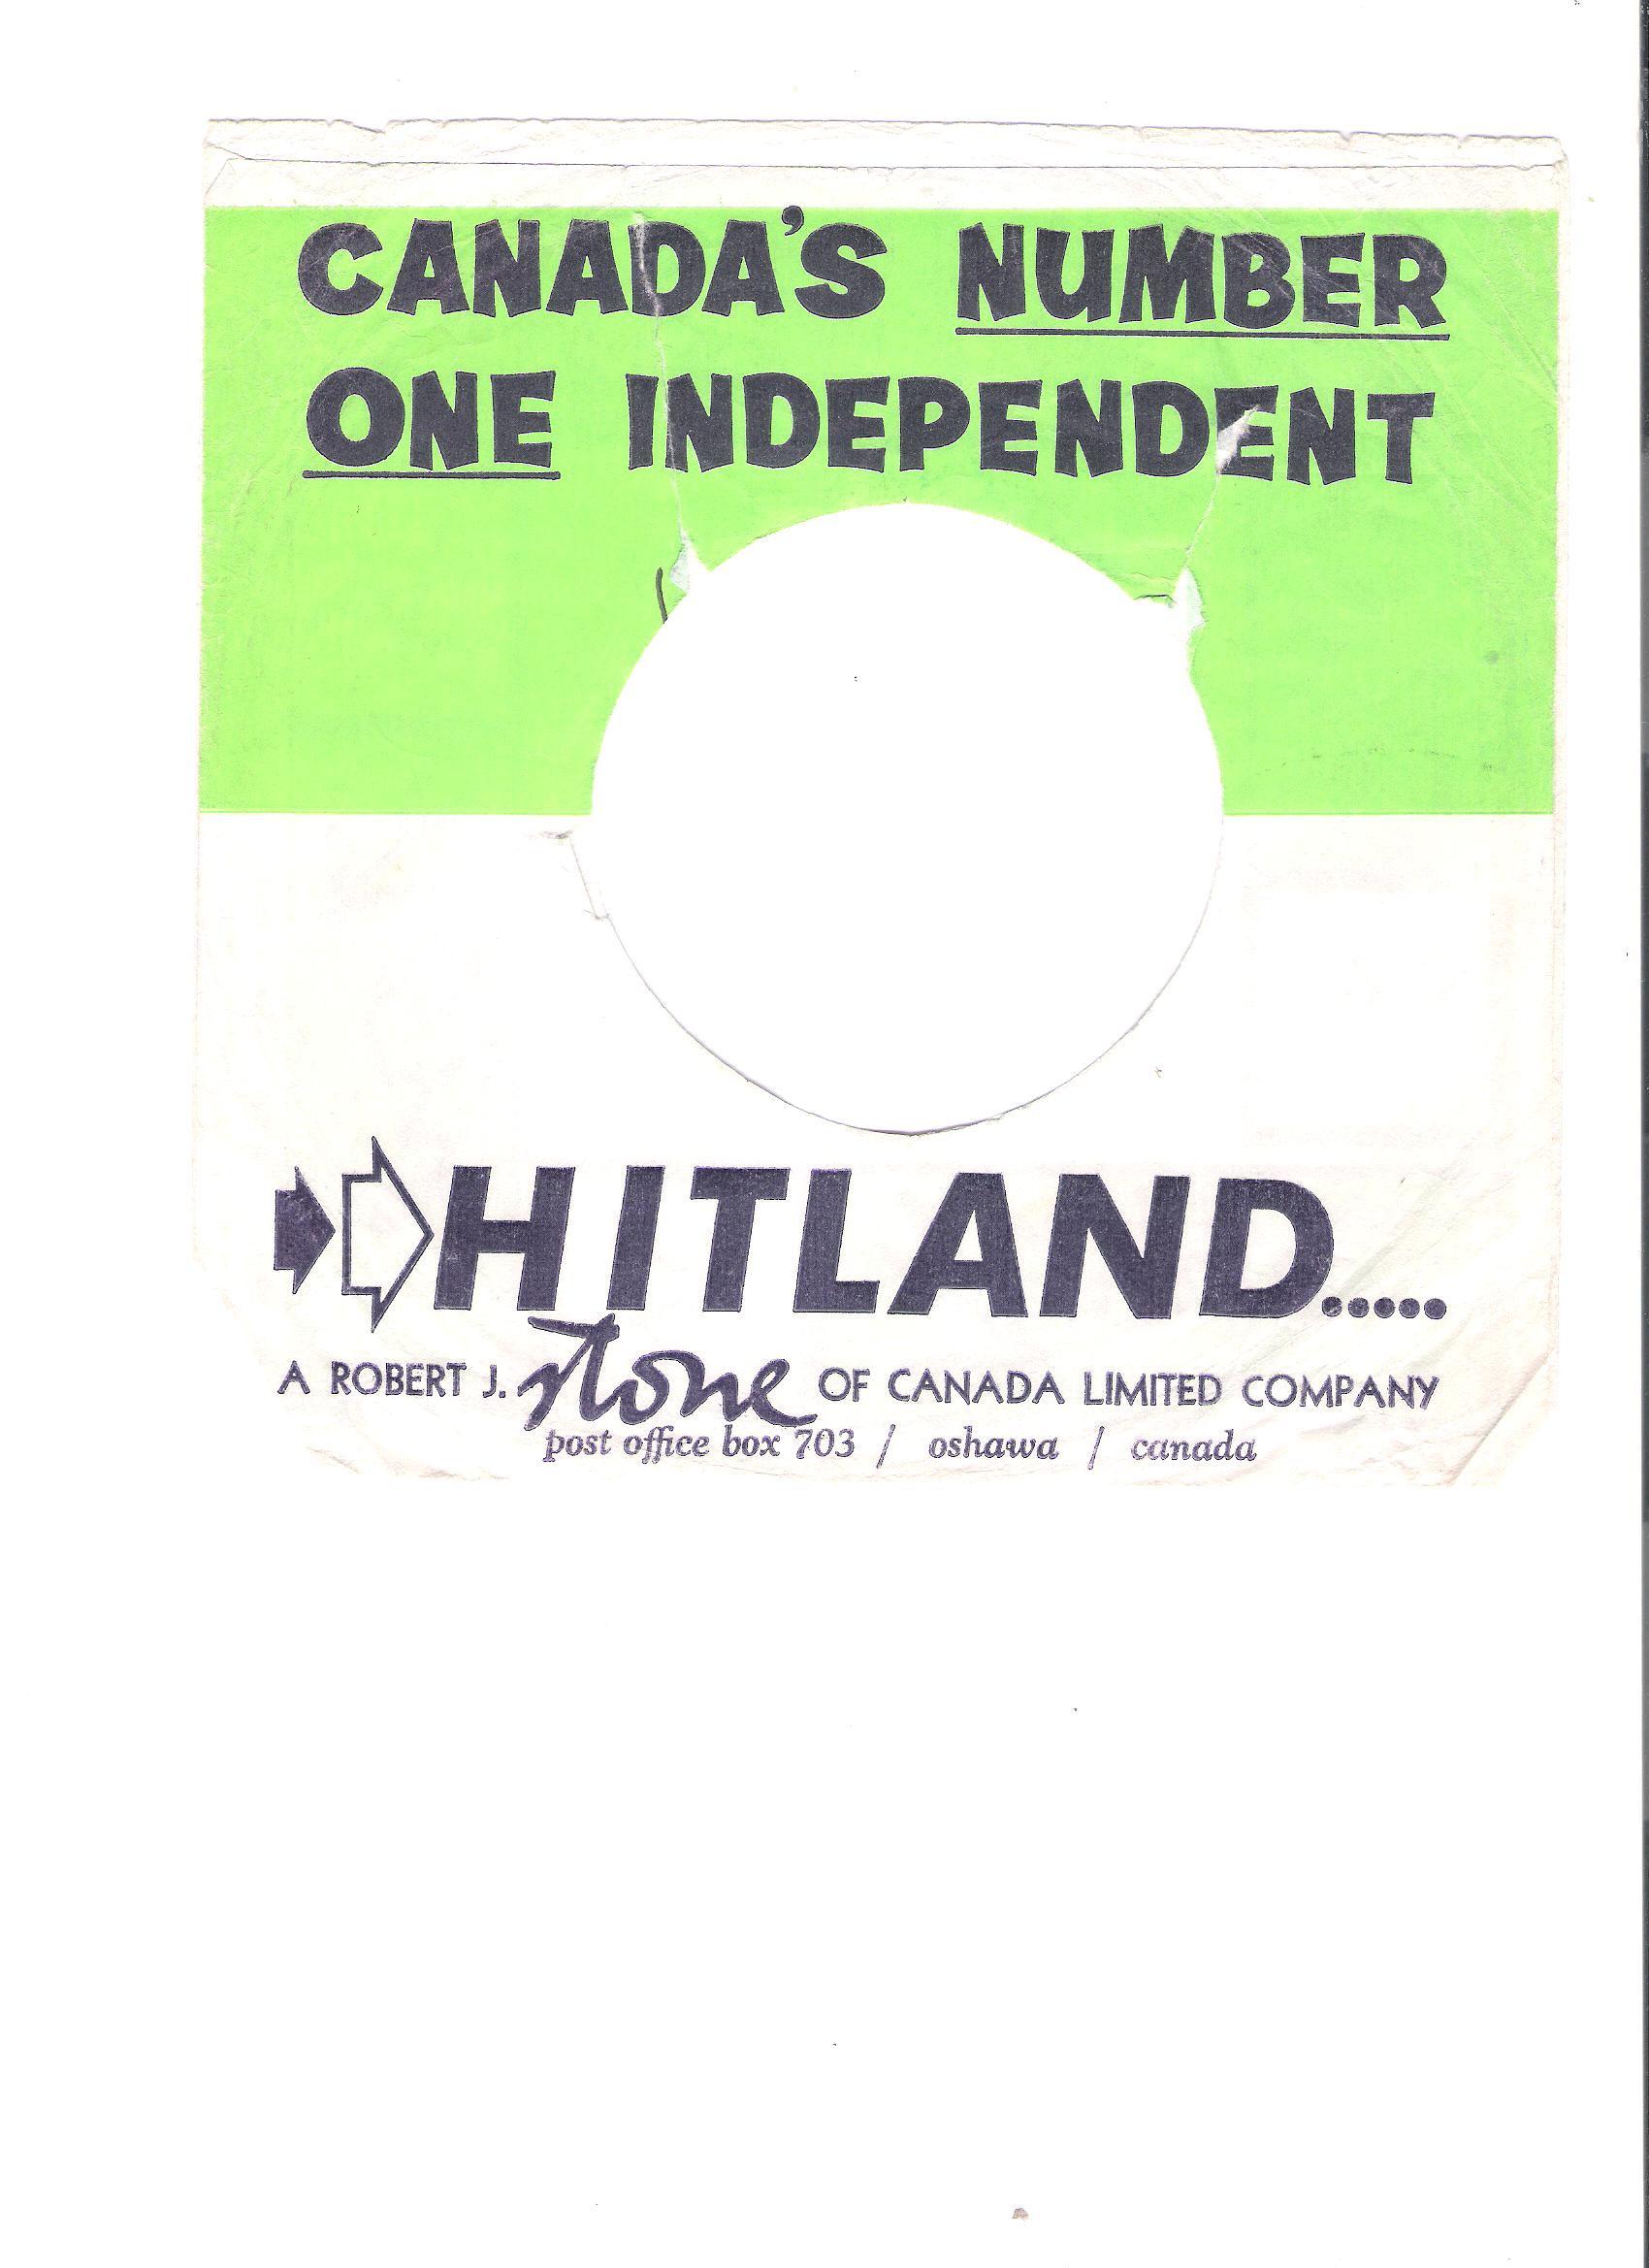 CANADA'S NUMBER
ONE INDEPENDENT
HITLAND.....
A ROBERT J. stone OF CANADA LIMITED COMPANY
post office box 703 / oshawa / canada